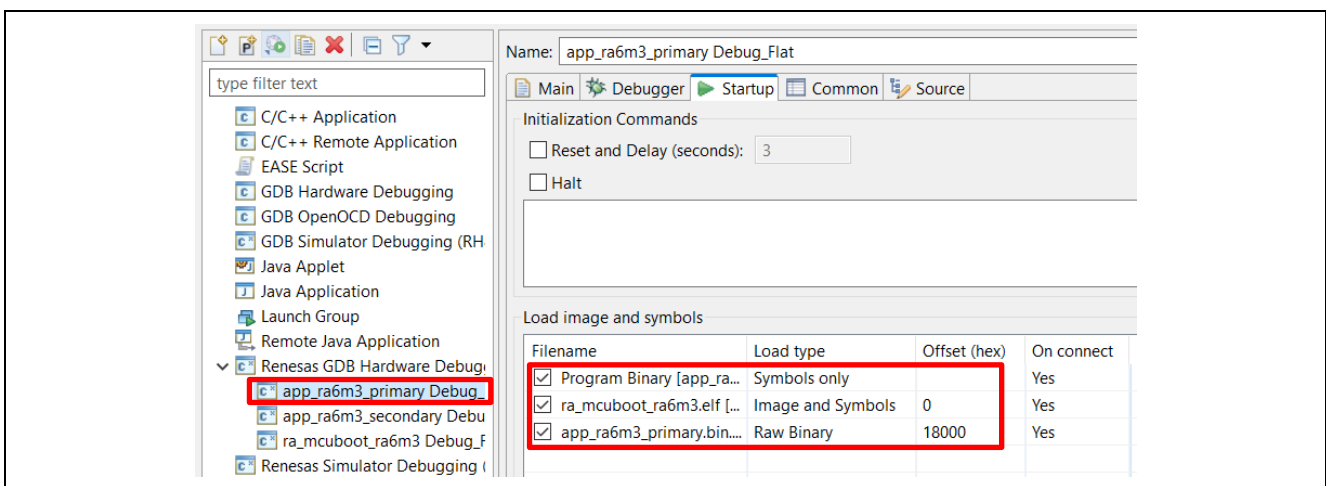 Name: app_ra6m3_primary Debug_Flat
type filter text
Main Debugger Startup Common Source
C/C++ Application
C/C++ Remote Application
EASE Script
GDB Hardware Debugging
GDB OpenOCD Debugging
GDB Simulator Debugging (RH
Java Applet
Java Application
Launch Group
Remote Java Application
Renesas GDB Hardware Debug
app_ra6m3_primary Debug_
app_ra6m3_secondary Debu
ra_mcuboot_ra6m3 Debug_F
Renesas Simulator Debugging (
Initialization Commands
Reset and Delay (seconds): 3
Halt
Load image and symbols
Filename Load type Offset (hex) On connect
Program Binary [app_ra... Symbols only Yes
ra_mcuboot_ra6m3.elf [... Image and Symbols 0 Yes
app_ra6m3_primary.bin.... Raw Binary 18000 Yes